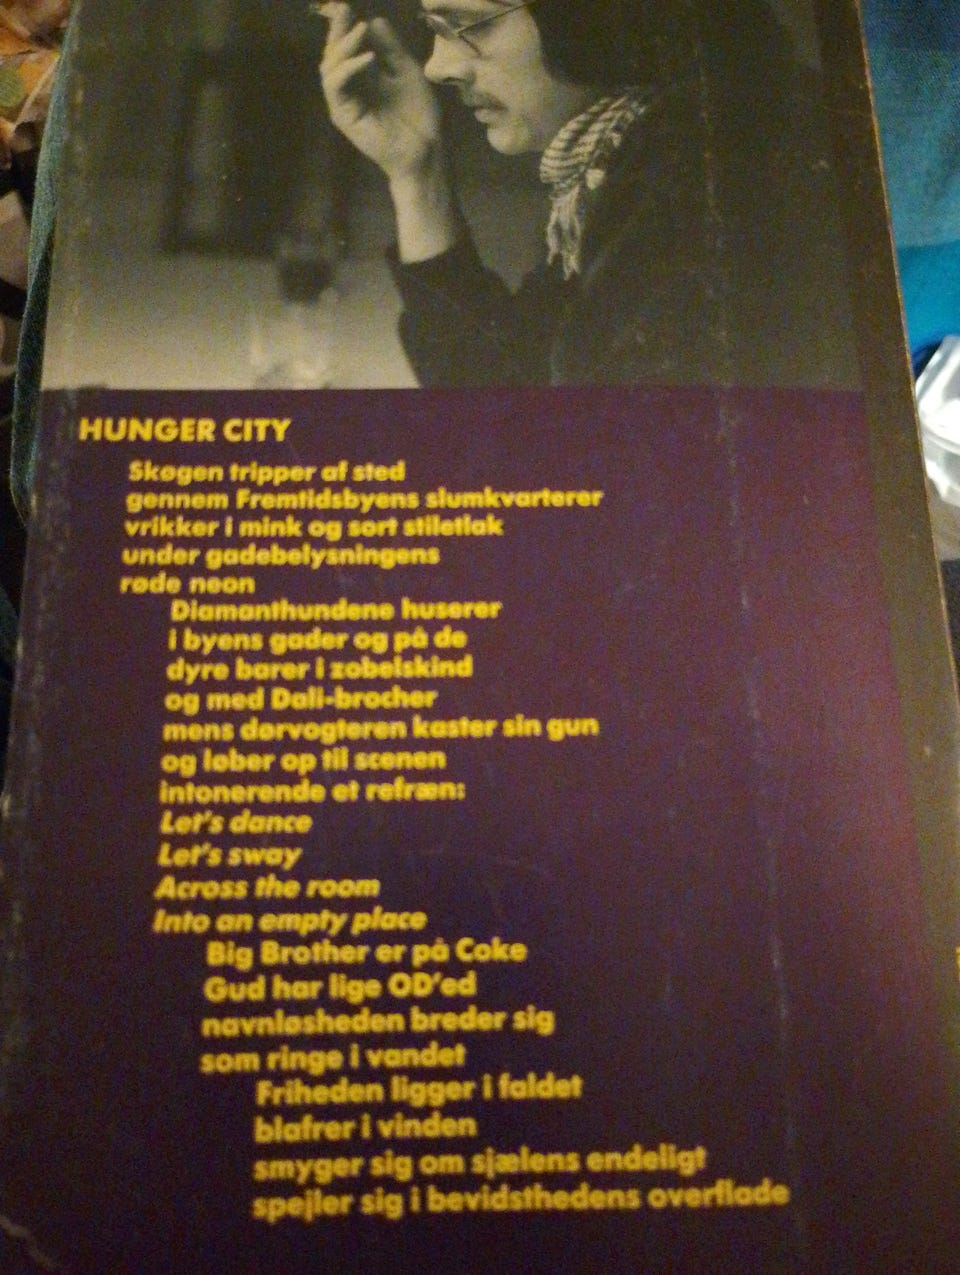 HUNGER CITY
Skøgen tripper af sted
gennem Fremtidsbyens slumkvarterer
vrikker i mink og sort stiletlak
under gadebelysningens
røde neon
Diamanthundene huserer
i byens gader og på de
dyre barer i zobelskind
og med Dali-brocher
mens dørvogteren kaster sin gun
og løber op til scenen
intonerende et refræn:
Let's dance
Let's sway
Across the room
Into an empty place
Big Brother er på Coke
Gud har lige OD'ed
navnløsheden breder sig
som ringe i vandet
Friheden ligger i faldet
blafrer i vinden
smyger sig om sjælens endeligt
spejler sig i bevidsthedens overflade